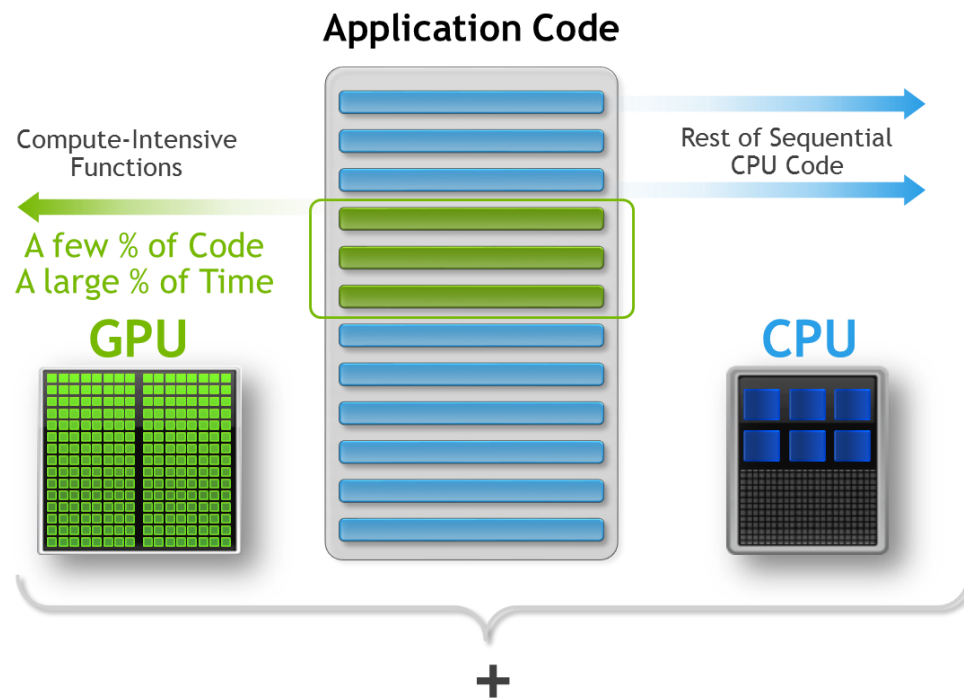 Application Code
Compute-Intensive
Functions
Rest of Sequential
CPU Code
A few % of Code
A large % of Time
GPU
CPU
+